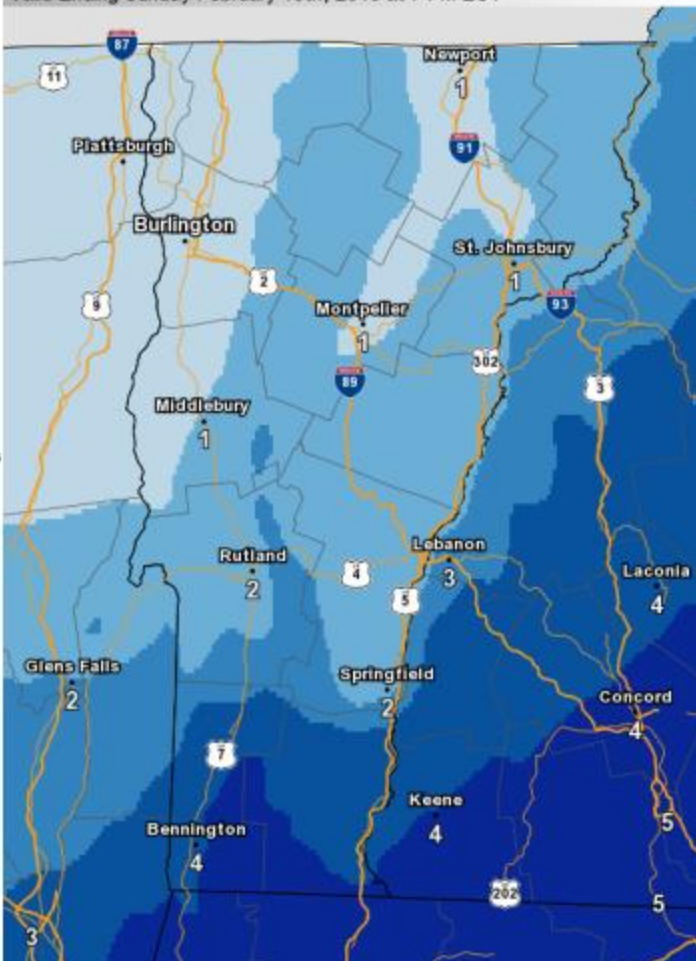 87
Newport
11
1
91
Plattsburgh
Burlington
St. Johnsbury
2
1
9
Montpelier
93
1
302
89
3
Middlebury
1
Rutland
Lebanon
2
4
3
Laconia
5
4
Glens Falls
Springfield
2
2
Concord
4
7
Keene
4
5
Bennington
4
202
5
3